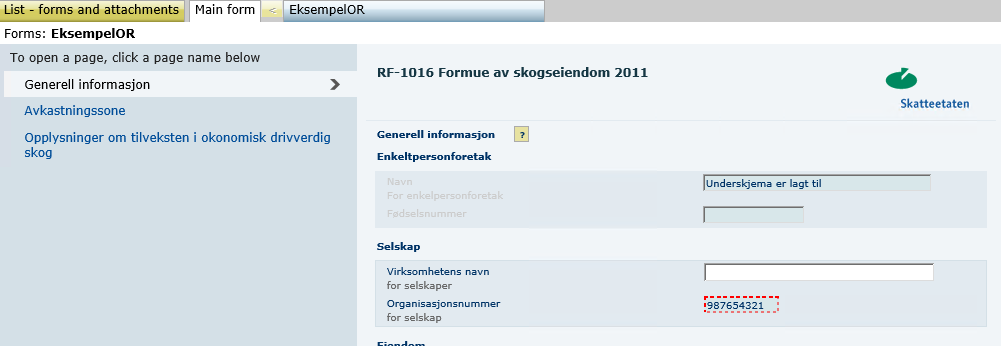 List - forms and attachments Main form < EksempelOR
Forms: EksempelOR
To open a page, click a page name below
Generell informasjon
Avkastningssone
Opplysninger om tilveksten i okonomisk drivverdig
skog
RF-1016 Formue av skogseiendom 2011
Skatteetaten
Generell informasjon ?
Enkeltpersonforetak
Navn Underskjema er lagt til
For enkelpersonforetak
Fødselsnummer
Selskap
Virksomhetens navn
for selskaper
Organisasjonsnummer 987654321
for selskap
Eiendom